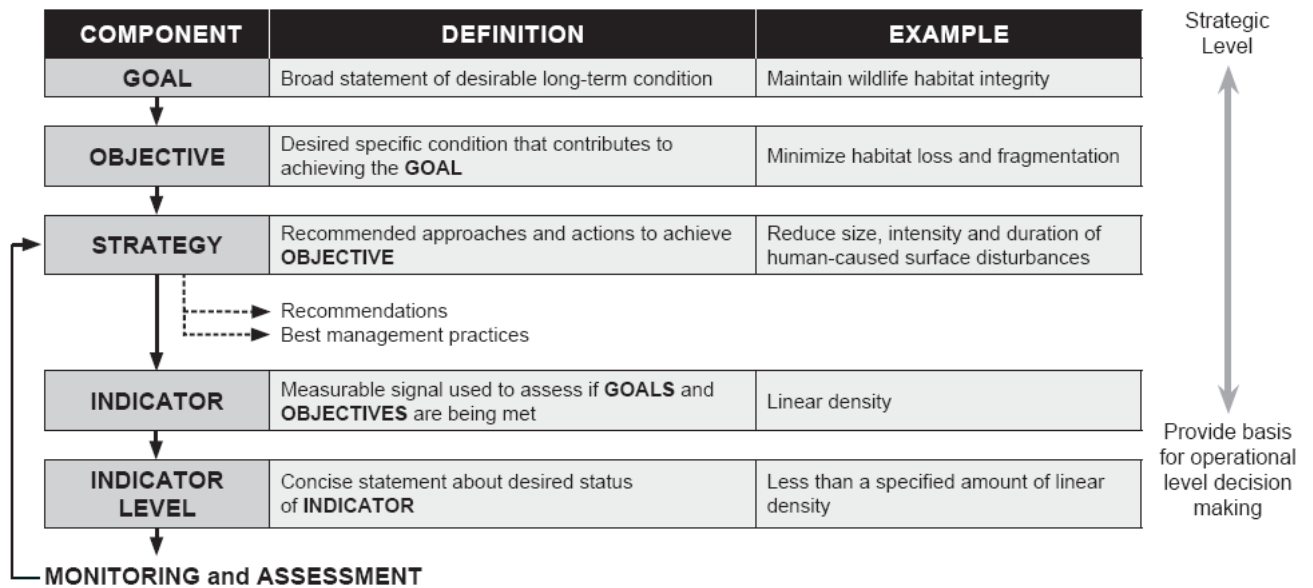 COMPONENT DEFINITION EXAMPLE
Strategic
Level
GOAL Broad statement of desirable long-term condition Maintain wildlife habitat integrity
OBJECTIVE
Desired specific condition that contributes to
achieving the GOAL
Minimize habitat loss and fragmentation
STRATEGY
Recommended approaches and actions to achieve
OBJECTIVE
Reduce size, intensity and duration of
human-caused surface disturbances
Recommendations
Best management practices
INDICATOR
Measurable signal used to assess if GOALS and
OBJECTIVES are being met
Linear density
INDICATOR
LEVEL
Concise statement about desired status
of INDICATOR
Less than a specified amount of linear
density
Provide basis
for operational
level decision
making
MONITORING and ASSESSMENT